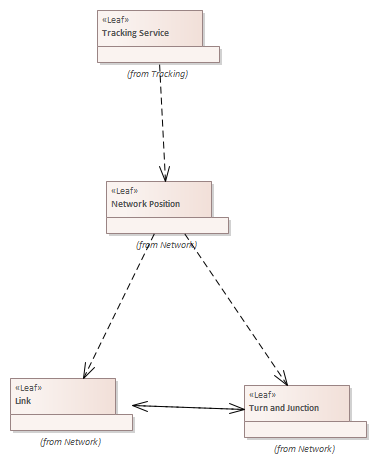 «Leaf»
Tracking Service
(from Tracking)
«Leaf»
Network Position
(from Network)
«Leaf»
Link
(from Network)
«Leaf»
Turn and Junction
(from Network)